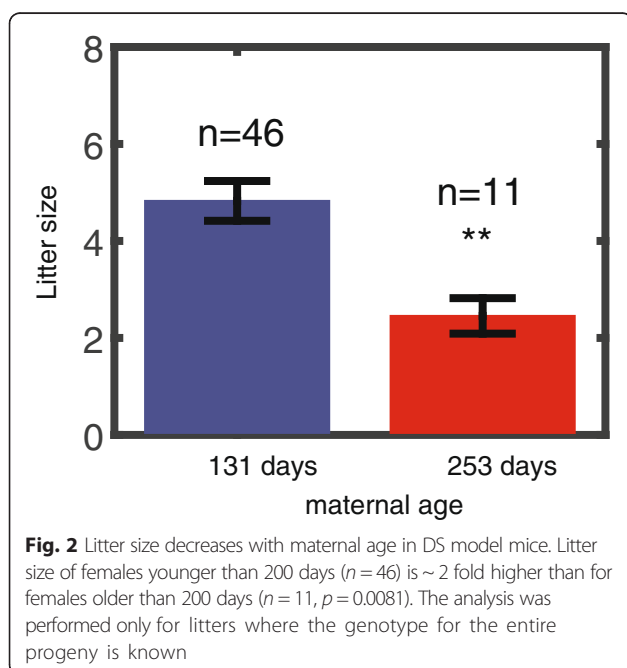 8
6
4
2
0
Litter size
n=46
n=11
**
131 days
253 days
maternal age
Fig. 2 Litter size decreases with maternal age in DS model mice. Litter
size of females younger than 200 days (n = 46) is ~ 2 fold higher than for
females older than 200 days (n = 11, p = 0.0081). The analysis was
performed only for litters where the genotype for the entire
progeny is known